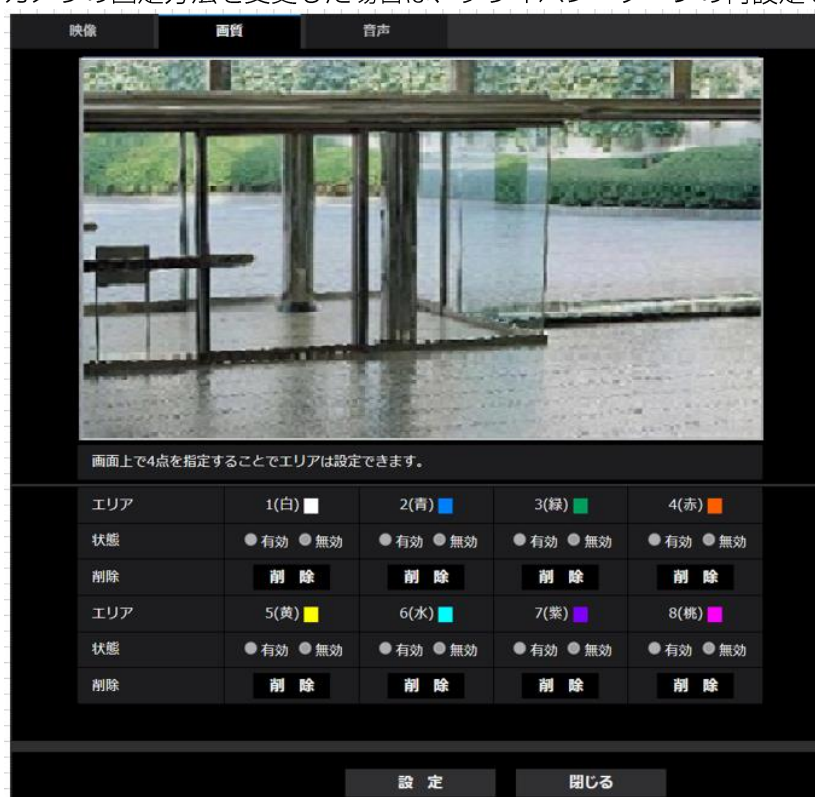 映像 画質 音声
画面上で4点を指定することでエリアは設定できます。
エリア 1(白) 2(青) 3(緑) 4(赤)
状態 有効 無効 有効 無効 有効 無効 有効 無効
削除 削 除 削 除 削 除 削 除
エリア 5(黄) 6(水) 7(紫) 8(桃)
状態 有効 無効 有効 無効 有効 無効 有効 無効
削除 削 除 削 除 削 除 削 除
設 定 閉じる